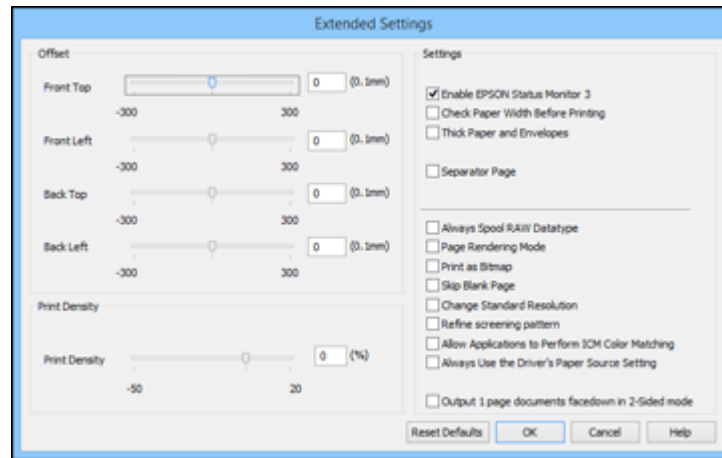 Extended Settings
Offset
Front Top
0 (0.1mm)
-300 300
Front Left
0 (0.1mm)
-300 300
Back Top
0 (0.1mm)
-300 300
Back Left
0 (0.1mm)
-300 300
Print Density
Print Density
0 (%)
-50 20
Settings
Enable EPSON Status Monitor 3
Check Paper Width Before Printing
Thick Paper and Envelopes
Separator Page
Always Spool RAW Datatype
Page Rendering Mode
Print as Bitmap
Skip Blank Page
Change Standard Resolution
Refine screening pattern
Allow Applications to Perform ICM Color Matching
Always Use the Driver's Paper Source Setting
Output 1 page documents facedown in 2-Sided mode
Reset Defaults OK Cancel Help